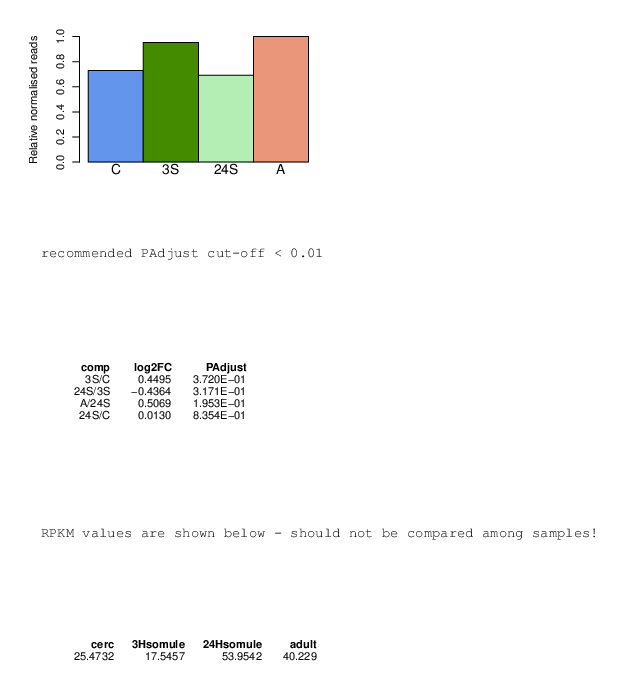 Relative normalised reads
1.0
0.8
0.6
0.4
0.2
0.0
C 3S 24S A
recommended PAdjust cut-off < 0.01
comp log2FC PAdjust
3S/C 0.4495 3.720E−01
24S/3S −0.4364 3.171E−01
A/24S 0.5069 1.953E−01
24S/C 0.0130 8.354E−01
RPKM values are shown below - should not be compared among samples!
cerc 3Hsomule 24Hsomule adult
25.4732 17.5457 53.9542 40.229